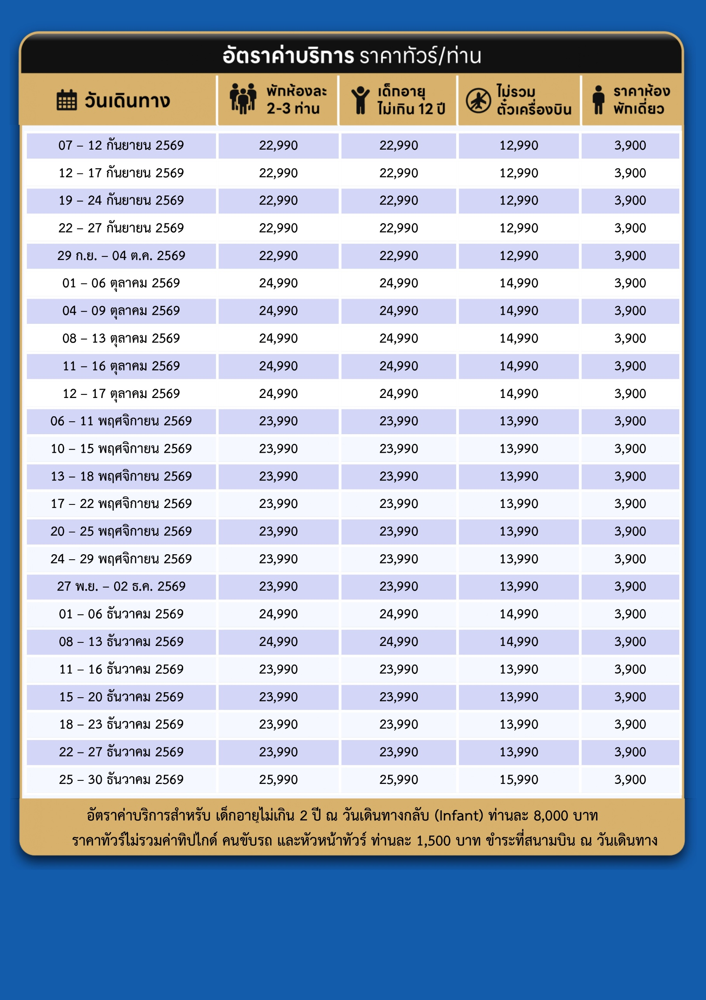 อัตราค่าบริการ ราคาทัวร์/ท่าน
วันเดินทาง พักห้องละ 2-3 ท่าน เด็กอายุ ไม่เกิน 12 ปี ไม่รวม ตั๋วเครื่องบิน ราคาห้อง พักเดี่ยว
07 – 12 กันยายน 2569 22,990 22,990 12,990 3,900
12 – 17 กันยายน 2569 22,990 22,990 12,990 3,900
19 – 24 กันยายน 2569 22,990 22,990 12,990 3,900
22 – 27 กันยายน 2569 22,990 22,990 12,990 3,900
29 ก.ย. – 04 ต.ค. 2569 22,990 22,990 12,990 3,900
01 – 06 ตุลาคม 2569 24,990 24,990 14,990 3,900
04 – 09 ตุลาคม 2569 24,990 24,990 14,990 3,900
08 – 13 ตุลาคม 2569 24,990 24,990 14,990 3,900
11 – 16 ตุลาคม 2569 24,990 24,990 14,990 3,900
12 – 17 ตุลาคม 2569 24,990 24,990 14,990 3,900
06 – 11 พฤศจิกายน 2569 23,990 23,990 13,990 3,900
10 – 15 พฤศจิกายน 2569 23,990 23,990 13,990 3,900
13 – 18 พฤศจิกายน 2569 23,990 23,990 13,990 3,900
17 – 22 พฤศจิกายน 2569 23,990 23,990 13,990 3,900
20 – 25 พฤศจิกายน 2569 23,990 23,990 13,990 3,900
24 – 29 พฤศจิกายน 2569 23,990 23,990 13,990 3,900
27 พ.ย. – 02 ธ.ค. 2569 23,990 23,990 13,990 3,900
01 – 06 ธันวาคม 2569 24,990 24,990 14,990 3,900
08 – 13 ธันวาคม 2569 24,990 24,990 14,990 3,900
11 – 16 ธันวาคม 2569 23,990 23,990 13,990 3,900
15 – 20 ธันวาคม 2569 23,990 23,990 13,990 3,900
18 – 23 ธันวาคม 2569 23,990 23,990 13,990 3,900
22 – 27 ธันวาคม 2569 23,990 23,990 13,990 3,900
25 – 30 ธันวาคม 2569 25,990 25,990 15,990 3,900
อัตราค่าบริการสำหรับ เด็กอายุไม่เกิน 2 ปี ณ วันเดินทางกลับ (Infant) ท่านละ 8,000 บาท
ราคาทัวร์ไม่รวมค่าทิปไกด์ คนขับรถ และหัวหน้าทัวร์ ท่านละ 1,500 บาท ชำระที่สนามบิน ณ วันเดินทาง